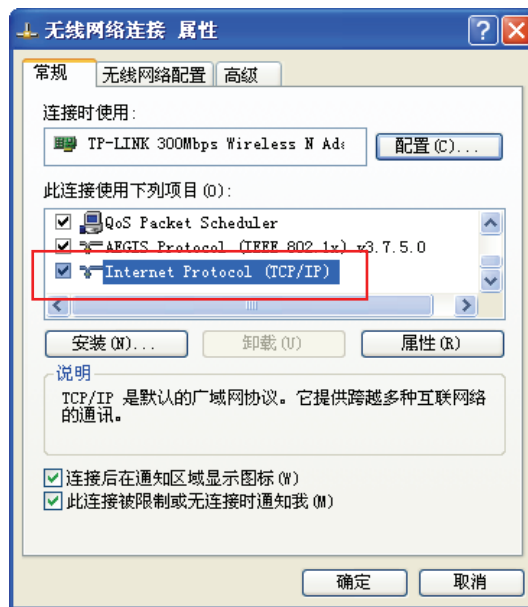 无线网络连接 属性
常规
无线网络配置
高级
连接时使用:
TP-LINK 300Mbps Wireless N Ada
配置(C)...
此连接使用下列项目(O):
QoS Packet Scheduler
AEGIS Protocol (IEEE 802.1x) v3.7.5.0
Internet Protocol (TCP/IP)
安装(N)...
卸载(U)
属性(R)
说明
TCP/IP 是默认的广域网协议。它提供跨越多种互联网络
的通讯。
连接后在通知区域显示图标(W)
此连接被限制或无连接时通知我(M)
确定
取消